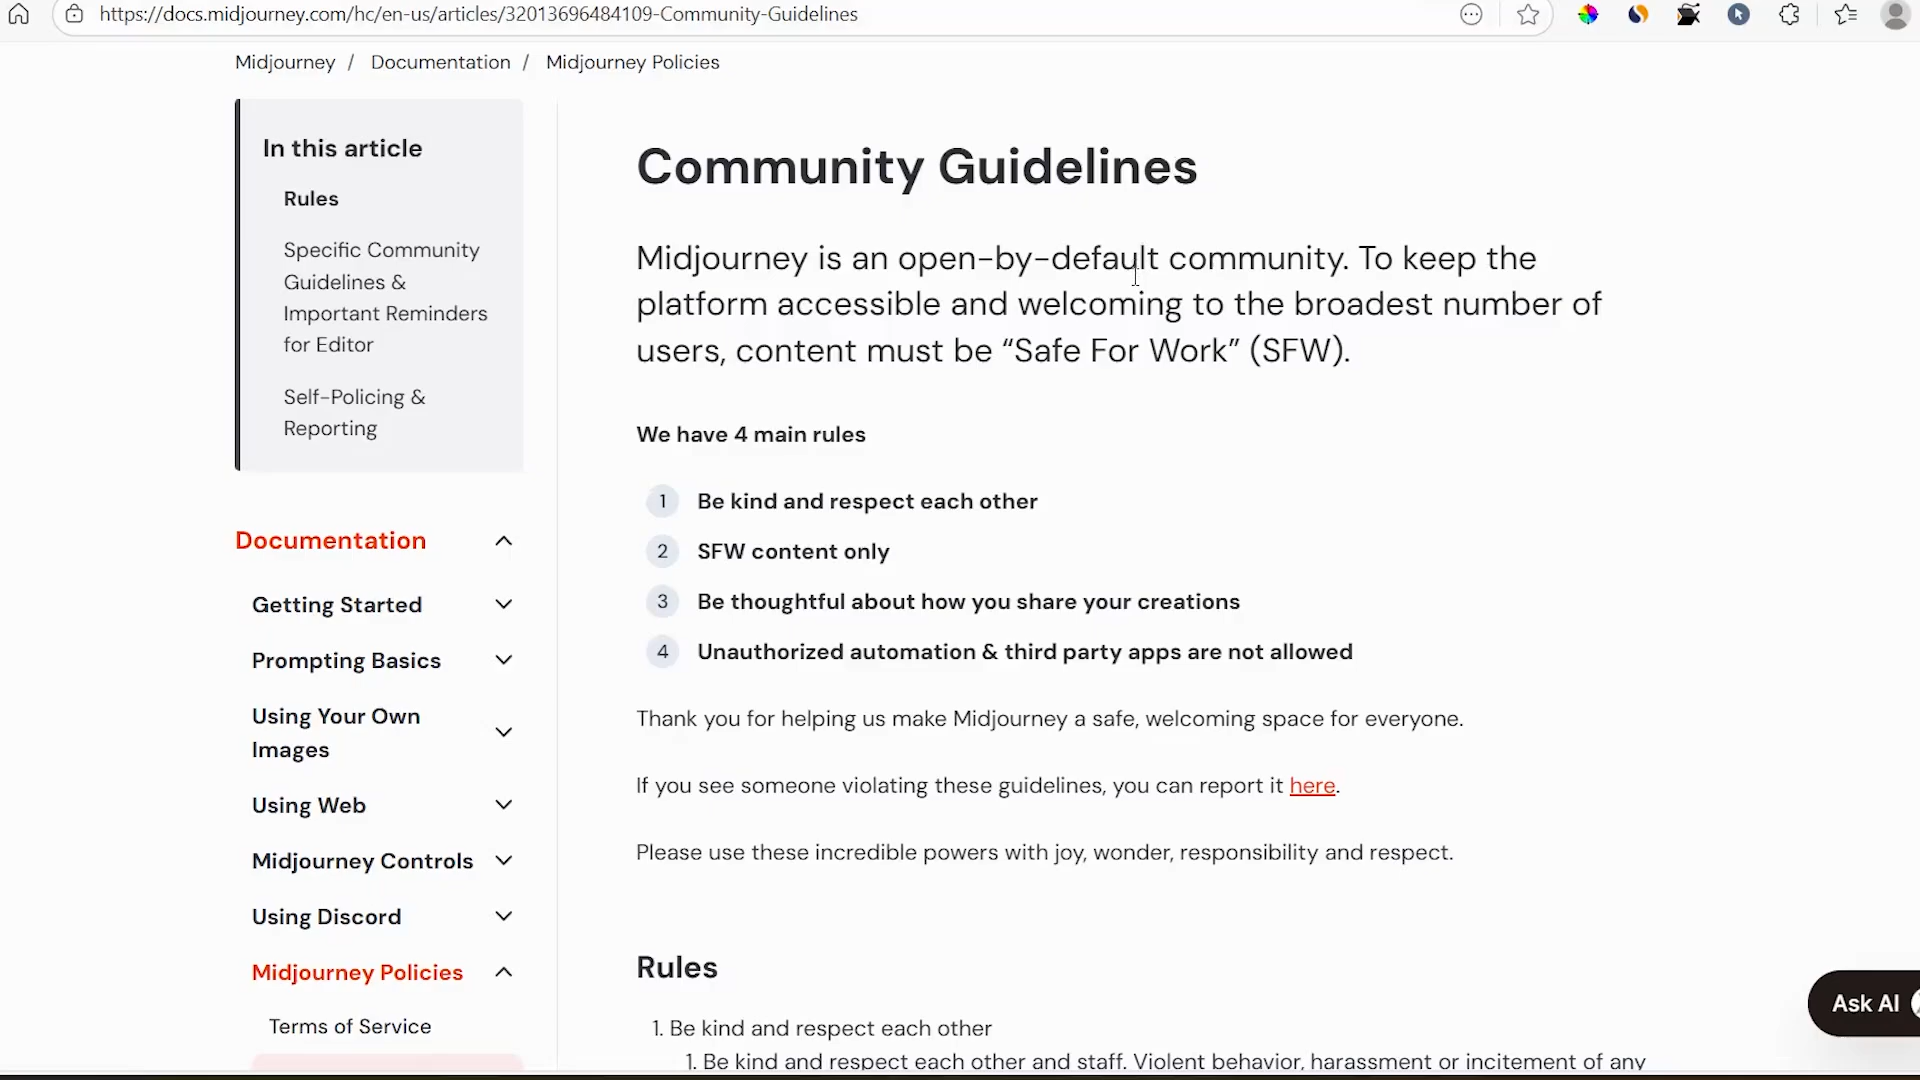 https://docs.midjourney.com/hc/en-us/articles/32013696484109-Community-Guidelines
Midjourney / Documentation / Midjourney Policies
In this article
Rules
Specific Community
Guidelines &
Important Reminders
for Editor
Self-Policing &
Reporting
Documentation
Getting Started
Prompting Basics
Using Your Own
Images
Using Web
Midjourney Controls
Using Discord
Midjourney Policies
Terms of Service
Community Guidelines
Midjourney is an open-by-default community. To keep the
platform accessible and welcoming to the broadest number of
users, content must be “Safe For Work” (SFW).
We have 4 main rules
1 Be kind and respect each other
2 SFW content only
3 Be thoughtful about how you share your creations
4 Unauthorized automation & third party apps are not allowed
Thank you for helping us make Midjourney a safe, welcoming space for everyone.
If you see someone violating these guidelines, you can report it here.
Please use these incredible powers with joy, wonder, responsibility and respect.
Rules
1. Be kind and respect each other
1. Be kind and respect each other and staff. Violent behavior, harassment or incitement of any
Ask AI